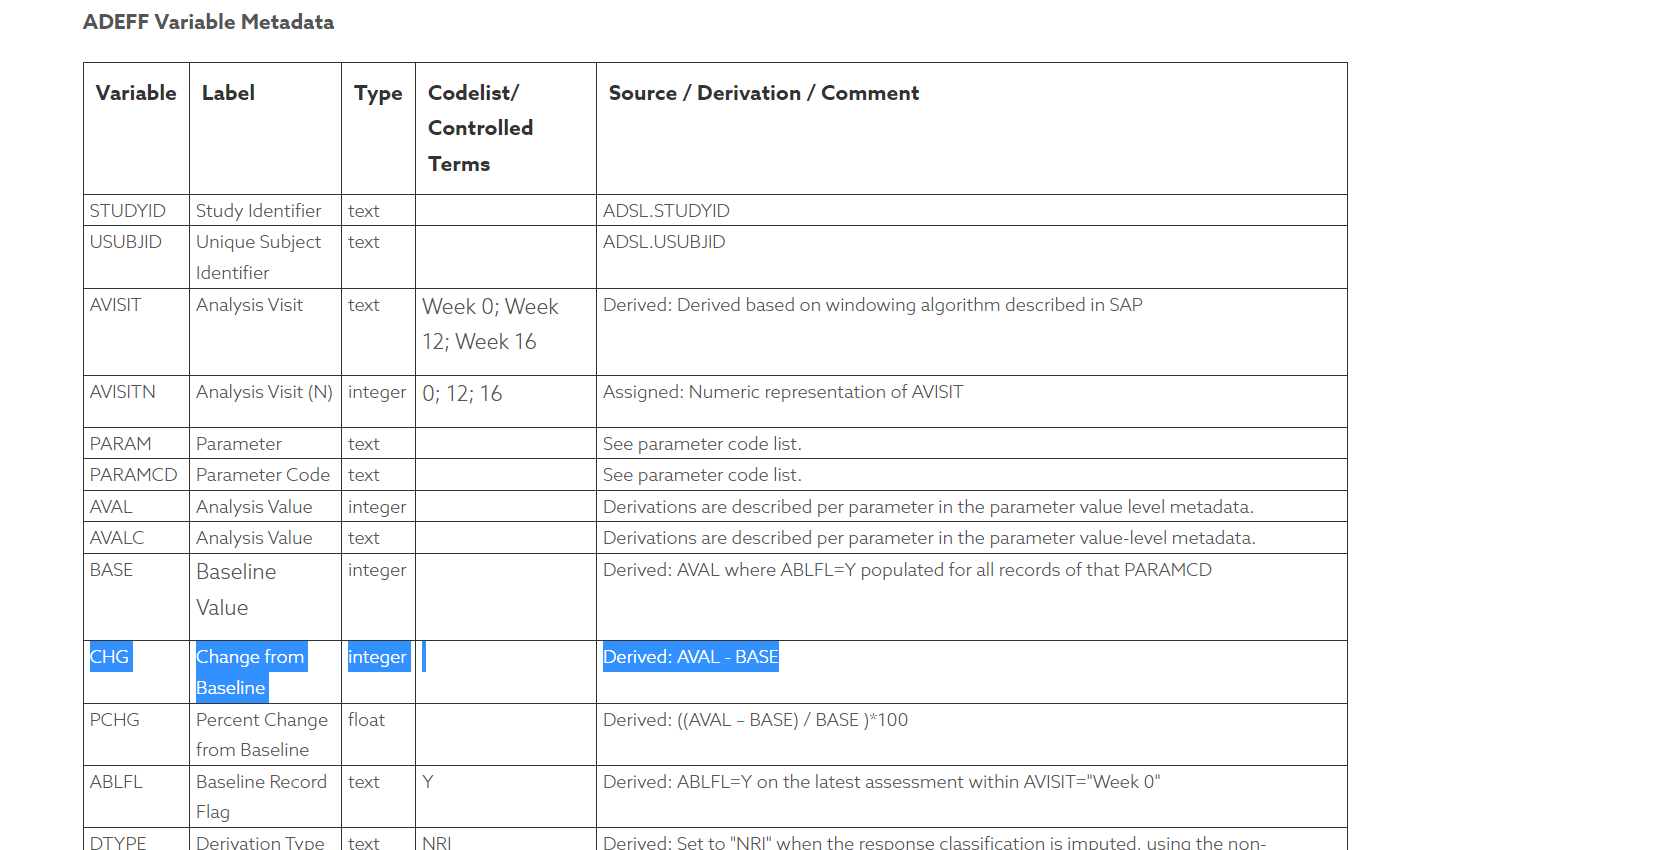 ADEFF Variable Metadata
Variable Label Type Codelist/ Source / Derivation / Comment
Controlled
Terms
STUDYID Study Identifier text ADSL.STUDYID
USUBJID Unique Subject text ADSL.USUBJID
Identifier
AVISIT Analysis Visit text Week 0; Week Derived: Derived based on windowing algorithm described in SAP
12; Week 16
AVISITN Analysis Visit (N) integer 0; 12; 16 Assigned: Numeric representation of AVISIT
PARAM Parameter text See parameter code list.
PARAMCD Parameter Code text See parameter code list.
AVAL Analysis Value integer Derivations are described per parameter in the parameter value level metadata.
AVALC Analysis Value text Derivations are described per parameter in the parameter value-level metadata.
BASE Baseline integer Derived: AVAL where ABLFL=Y populated for all records of that PARAMCD
Value
CHG Change from integer Derived: AVAL - BASE
Baseline
PCHG Percent Change float Derived: ((AVAL – BASE) / BASE )*100
from Baseline
ABLFL Baseline Record text Y Derived: ABLFL=Y on the latest assessment within AVISIT="Week 0"
Flag
DTYPE Derivation Type text NRI Derived: Set to "NRI" when the response classification is imputed, using the non-